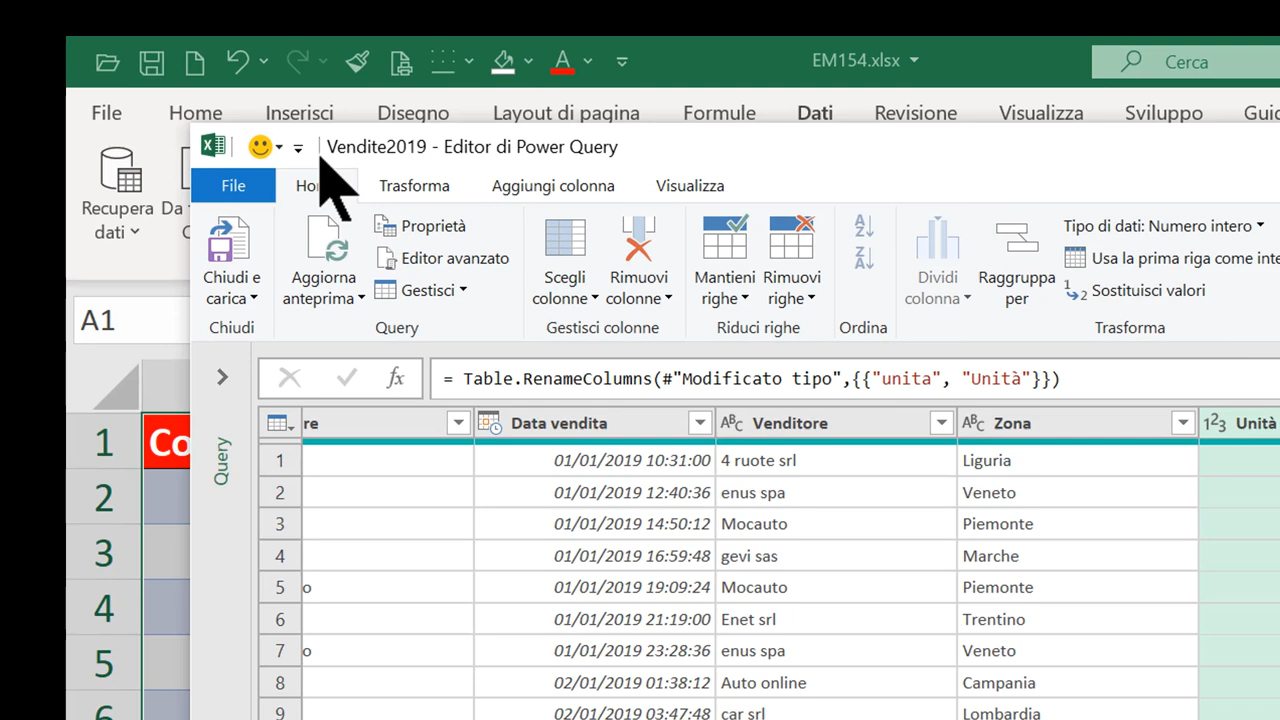 EM154.xlsx
Cerca
File Home Inserisci Disegno Layout di pagina Formule Dati Revisione Visualizza Sviluppo
Vendite2019 - Editor di Power Query
File Trasforma Aggiungi colonna Visualizza
Recupera dati
Chiudi e carica
Aggiorna anteprima
Proprietà
Editor avanzato
Gestisci
Scegli colonne
Rimuovi colonne
Mantieni righe
Rimuovi righe
Dividi colonna
Raggruppa per
Tipo di dati: Numero intero
Usa la prima riga come
Sostituisci valori
Chiudi Query Gestisci colonne Riduci righe Ordina Trasforma
A1
fx
= Table.RenameColumns(#"Modificato tipo",{{"unita", "Unità"}})
Query
re Data vendita ABC Venditore ABC Zona 123 Unità
1 01/01/2019 10:31:00 4 ruote srl Liguria
2 01/01/2019 12:40:36 enus spa Veneto
3 01/01/2019 14:50:12 Mocauto Piemonte
4 01/01/2019 16:59:48 gevi sas Marche
5 o 01/01/2019 19:09:24 Mocauto Piemonte
6 01/01/2019 21:19:00 Enet srl Trentino
7 o 01/01/2019 23:28:36 enus spa Veneto
8 02/01/2019 01:38:12 Auto online Campania
9 02/01/2019 03:47:48 car srl Lombardia
1 Co
2
3
4
5
6